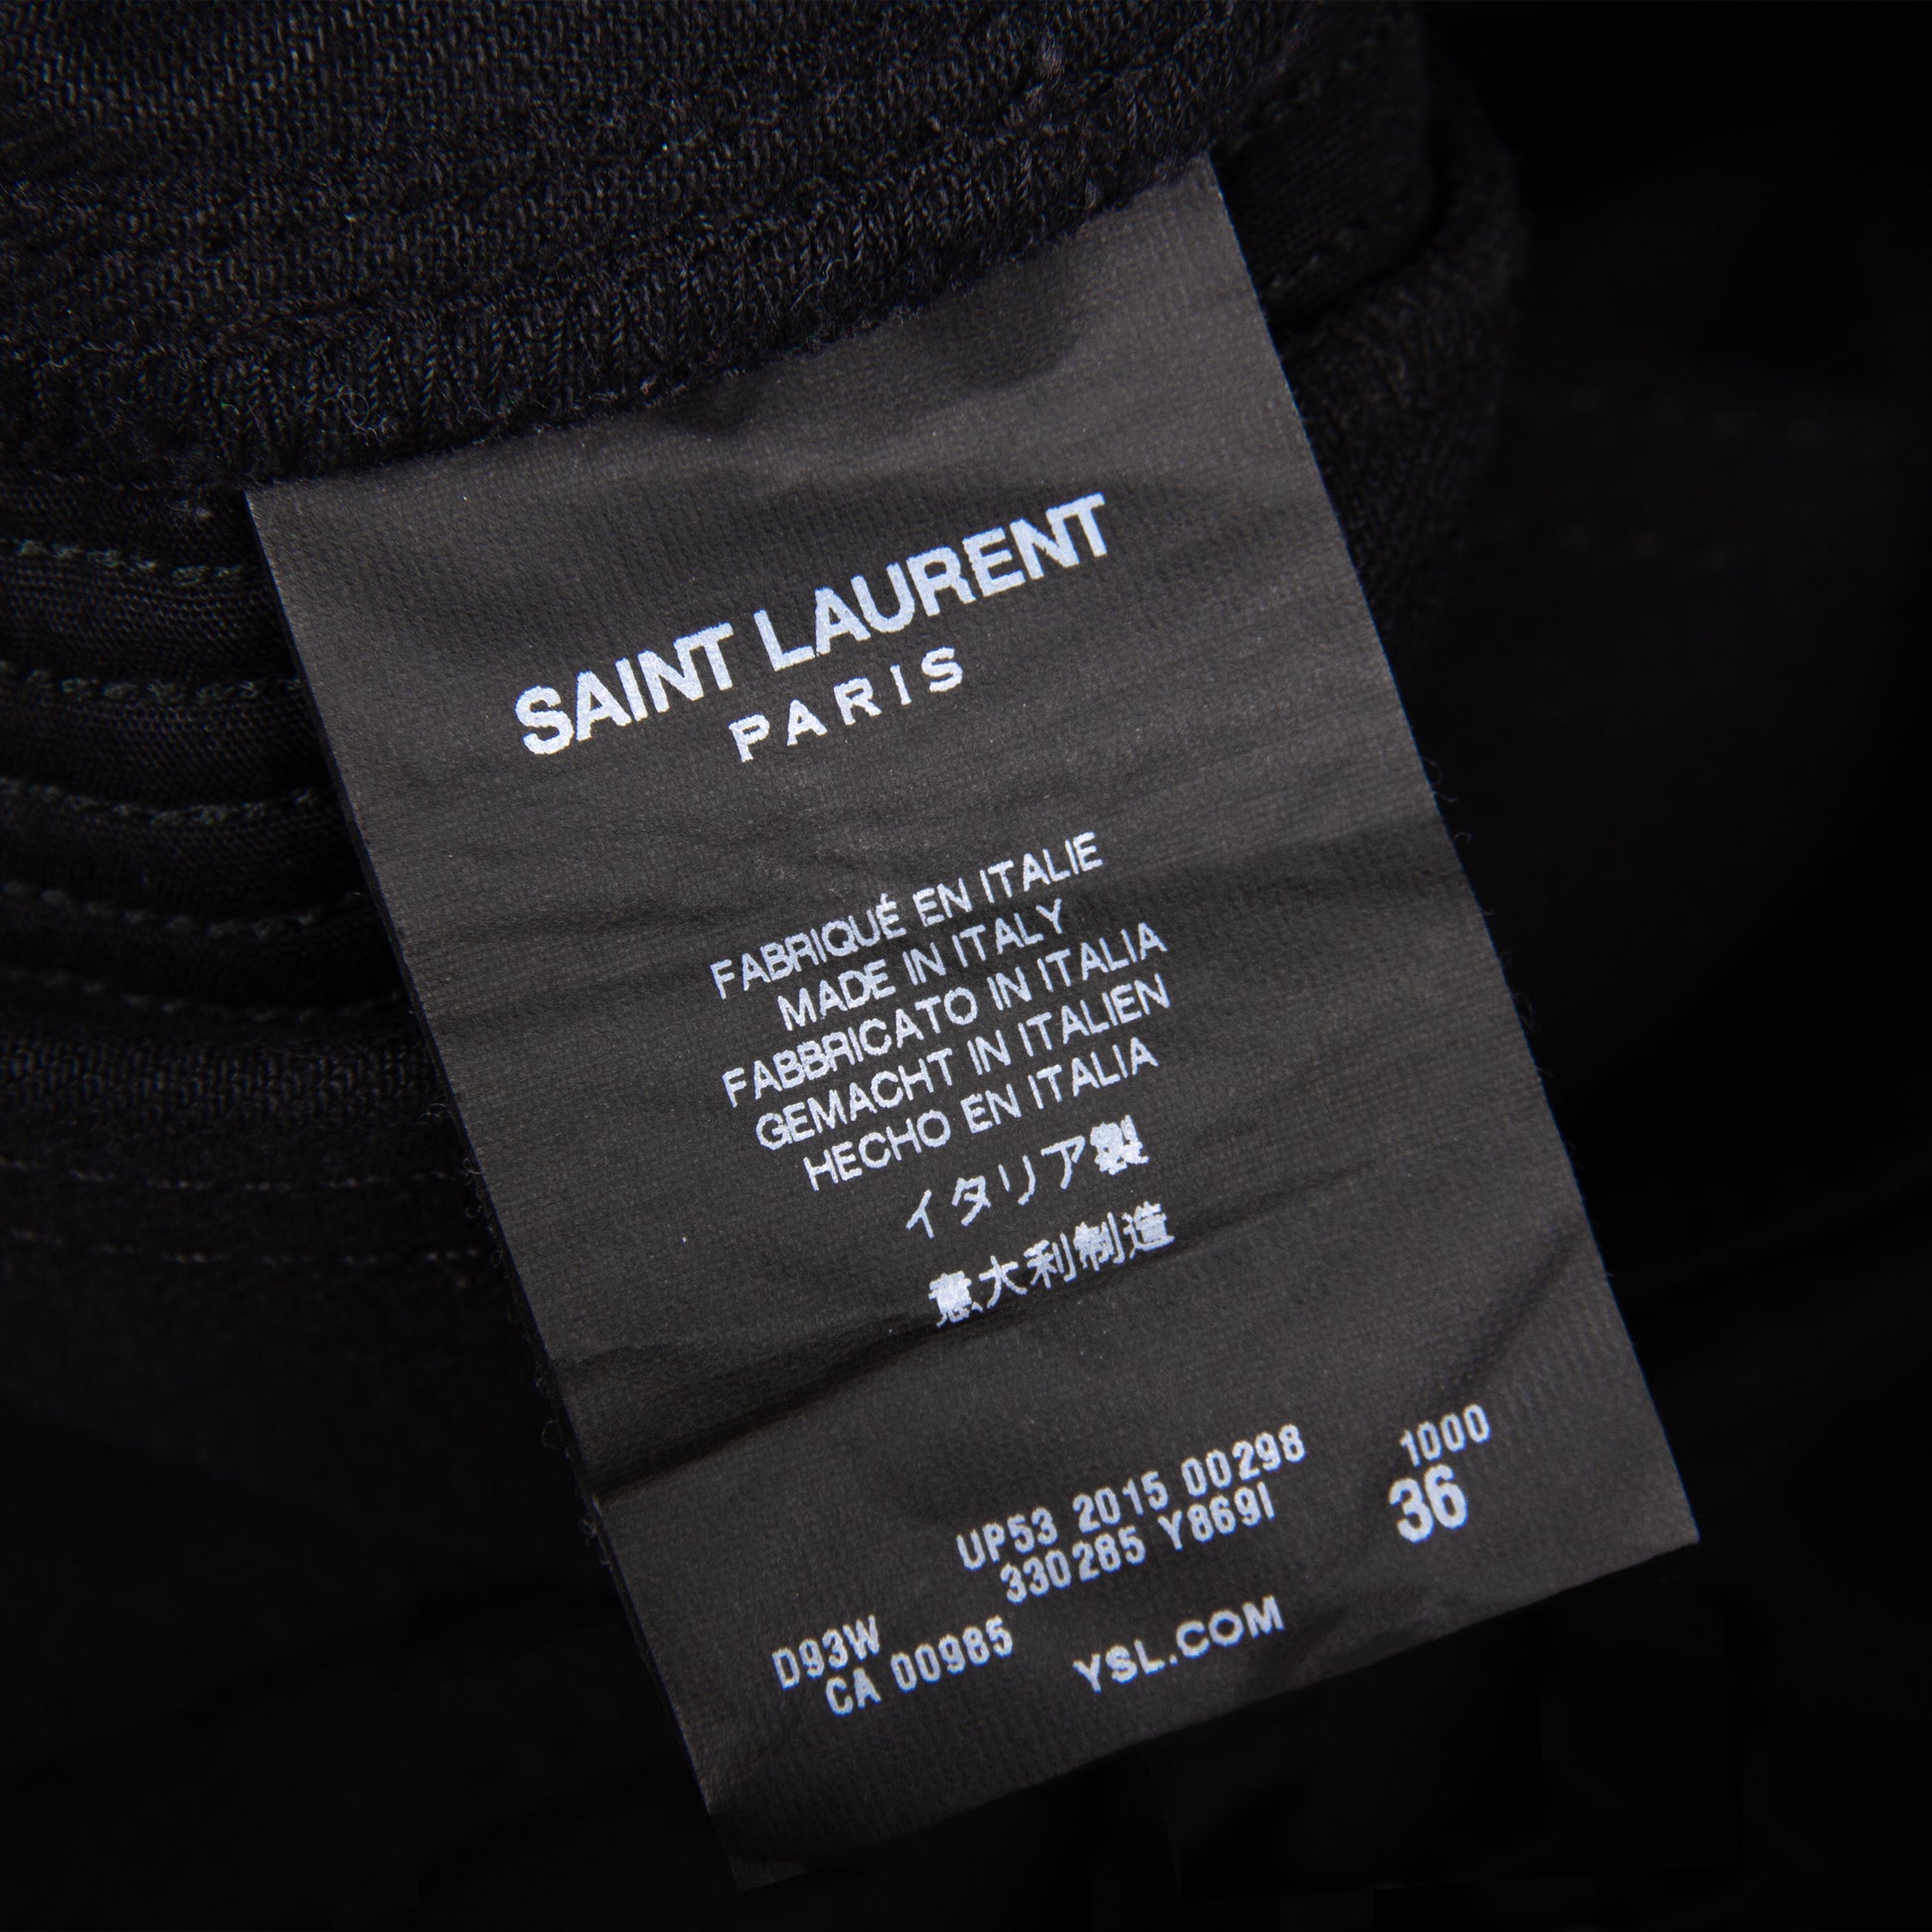 SAINT LAURENT
PARIS
FABRIQUÉ EN ITALIE
MADE IN ITALY
FABBRICATO IN ITALIA
GEMACHT IN ITALIEN
HECHO EN ITALIA
イタリア製
意大利制造
UP53 2015 00298 1000
330285 Y869I 36
D93W
CA 00985 YSL.COM